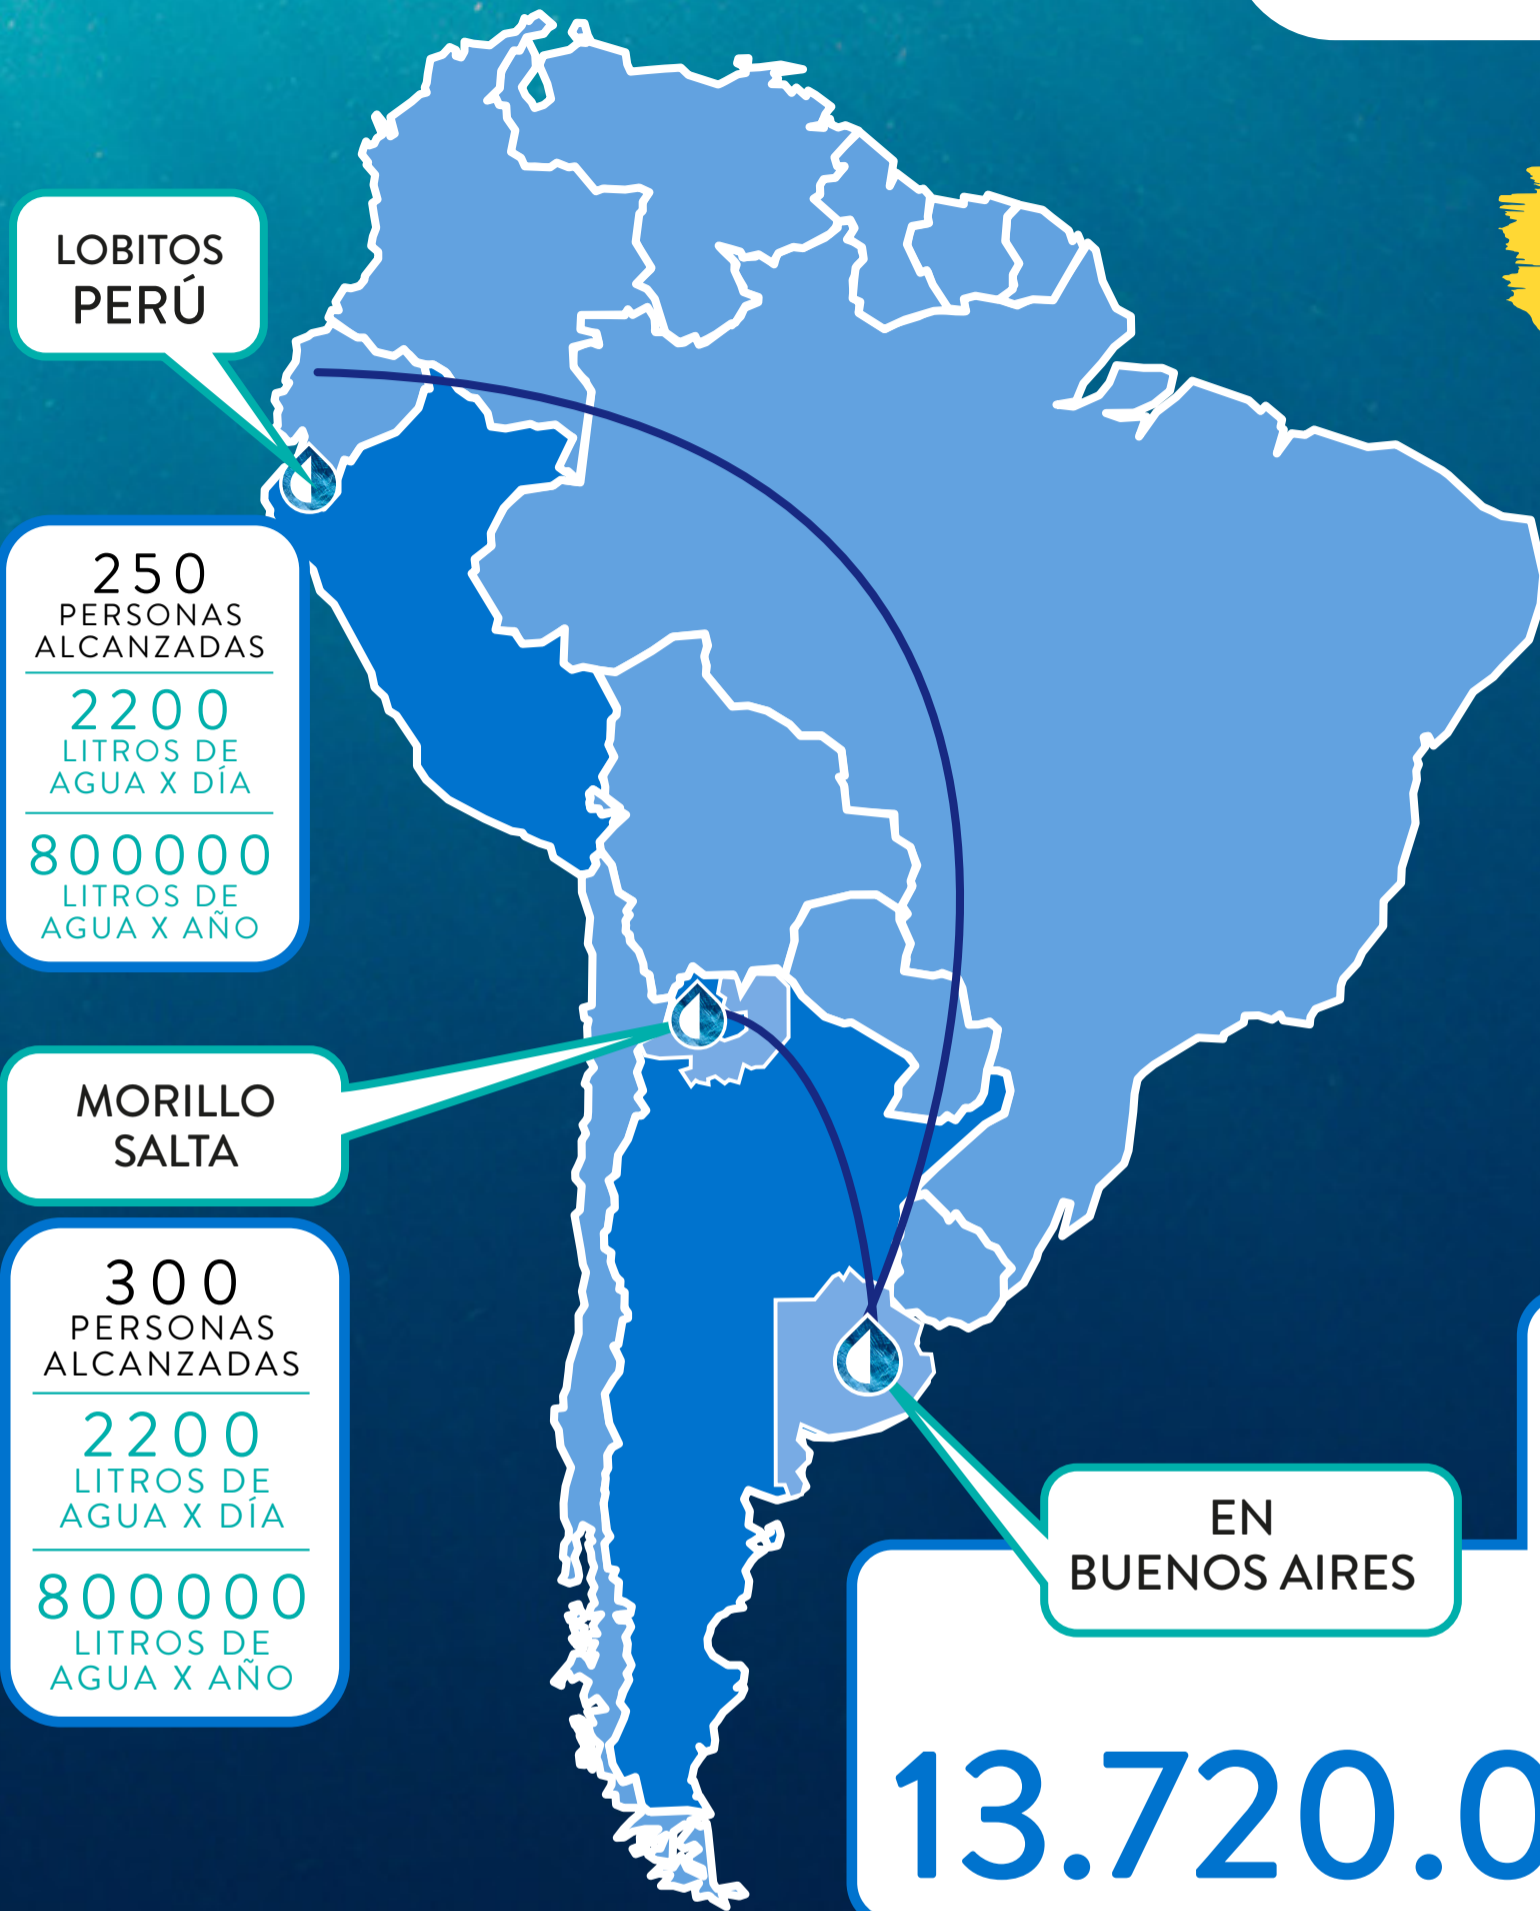 LOBITOS
PERÚ
250
PERSONAS
ALCANZADAS
2200
LITROS DE
AGUA X DÍA
800000
LITROS DE
AGUA X AÑO
MORILLO
SALTA
300
PERSONAS
ALCANZADAS
2200
LITROS DE
AGUA X DÍA
800000
LITROS DE
AGUA X AÑO
EN
BUENOS AIRES
13.720.0